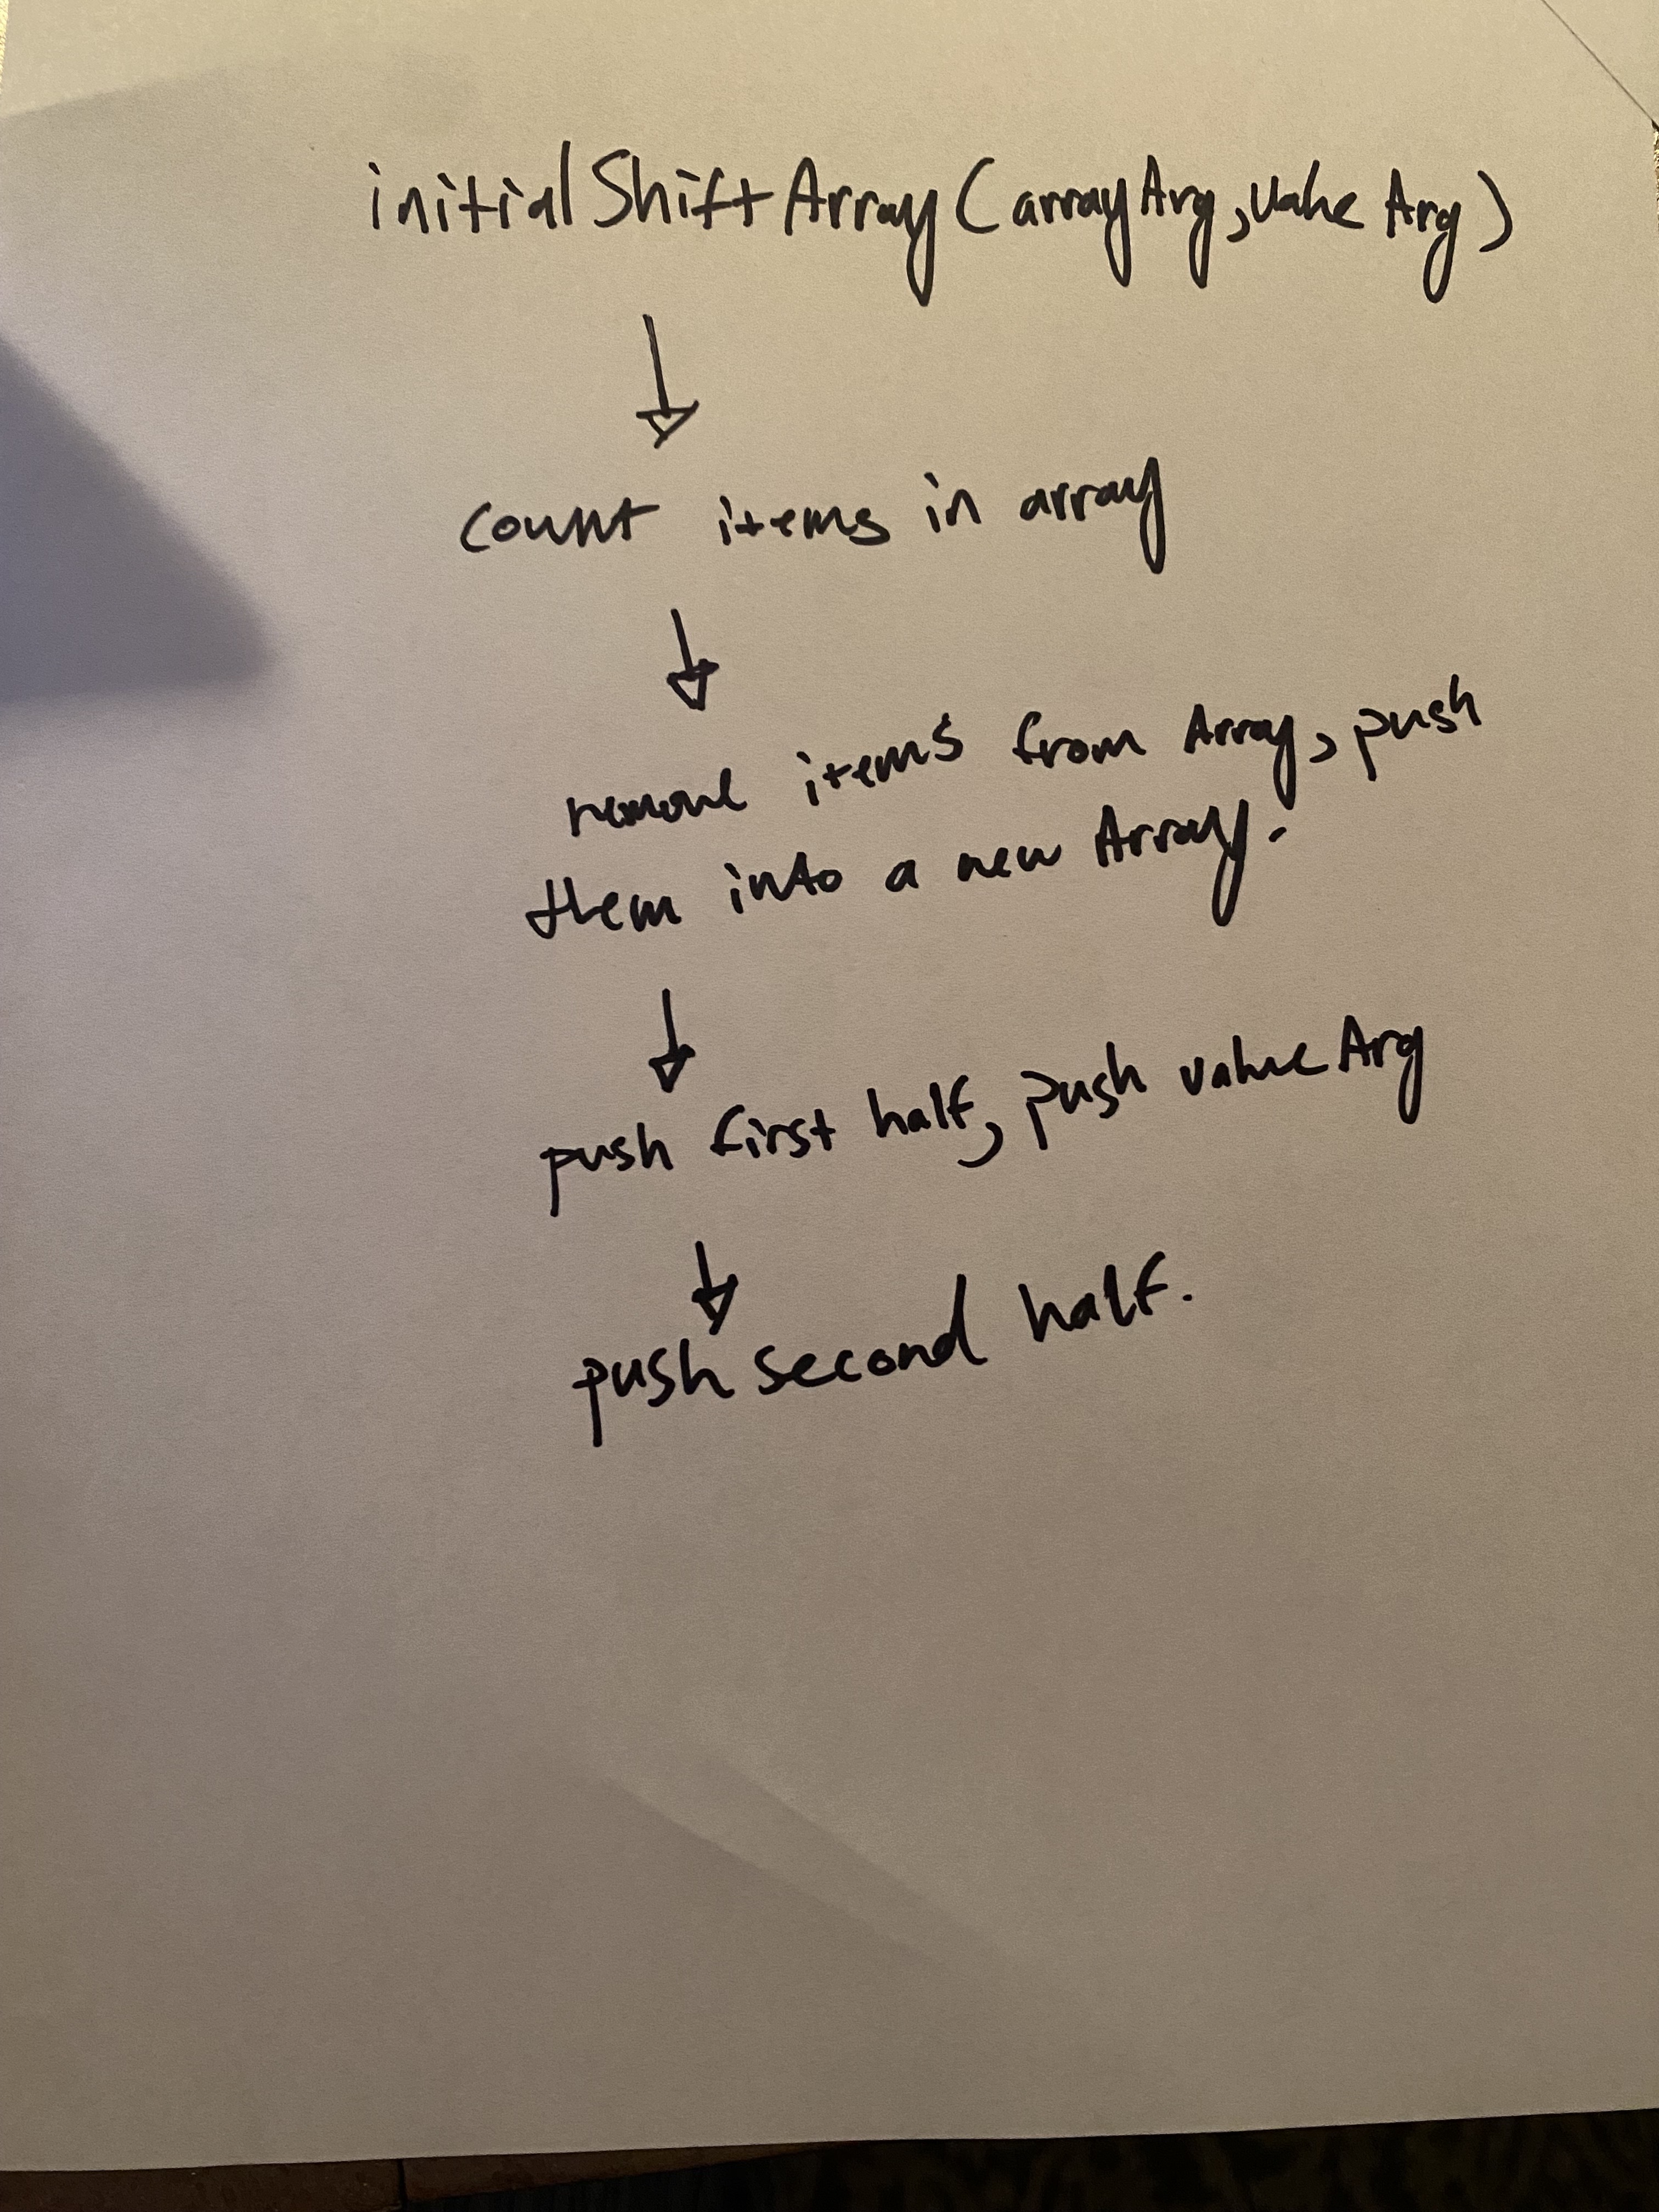 initialShiftArray(arrayArg, valueArg)
count items in array
remove items from Array, push
them into a new Array.
push first half, push valueArg
push second half.